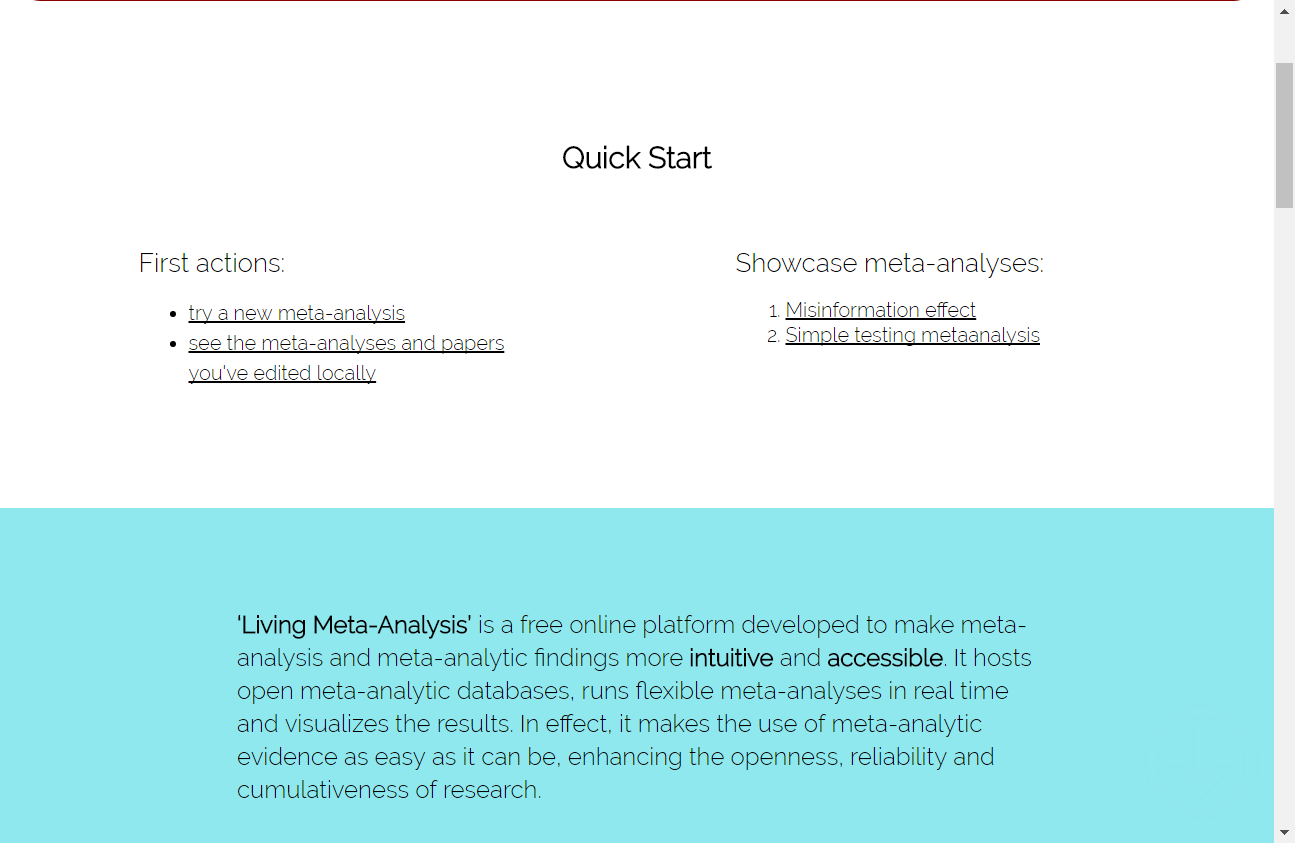 Quick Start
First actions:
• try a new meta-analysis
• see the meta-analyses and papers
you've edited locally
Showcase meta-analyses:
1. Misinformation effect
2. Simple testing metaanalysis
'Living Meta-Analysis' is a free online platform developed to make meta-
analysis and meta-analytic findings more intuitive and accessible. It hosts
open meta-analytic databases, runs flexible meta-analyses in real time
and visualizes the results. In effect, it makes the use of meta-analytic
evidence as easy as it can be, enhancing the openness, reliability and
cumulativeness of research.